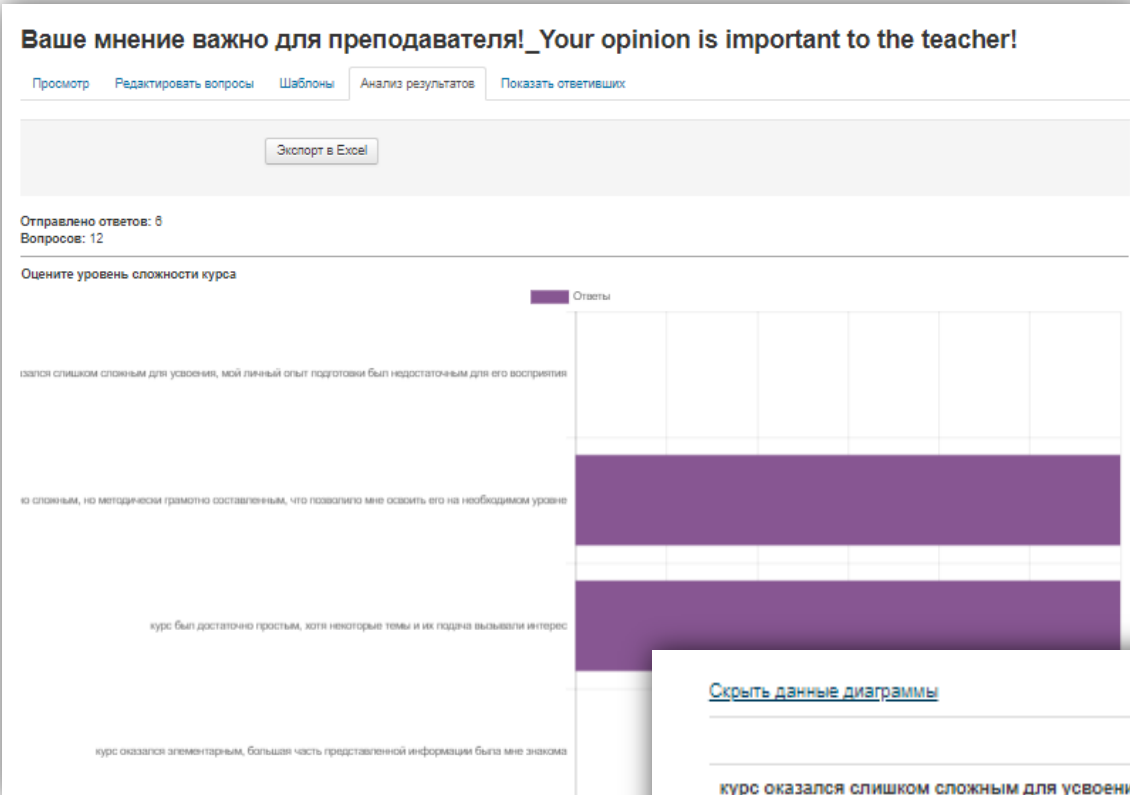 Ваше мнение важно для преподавателя!_Your opinion is important to the teacher!
Просмотр Редактировать вопросы Шаблоны Анализ результатов Показать ответивших
Экспорт в Excel
Отправлено ответов: 6
Вопросов: 12
Оцените уровень сложности курса
Ответы
слишком сложным для усвоения, мой личный опыт подготовки был недостаточным для его восприятия
сложным, но методически грамотно составленным, что позволило мне освоить его на необходимом уровне
курс был достаточно простым, хотя некоторые темы и их подача вызывали интерес
курс оказался элементарным, большая часть представленной информации была мне знакома
Скрыть данные диаграммы
курс оказался слишком сложным для усвоени